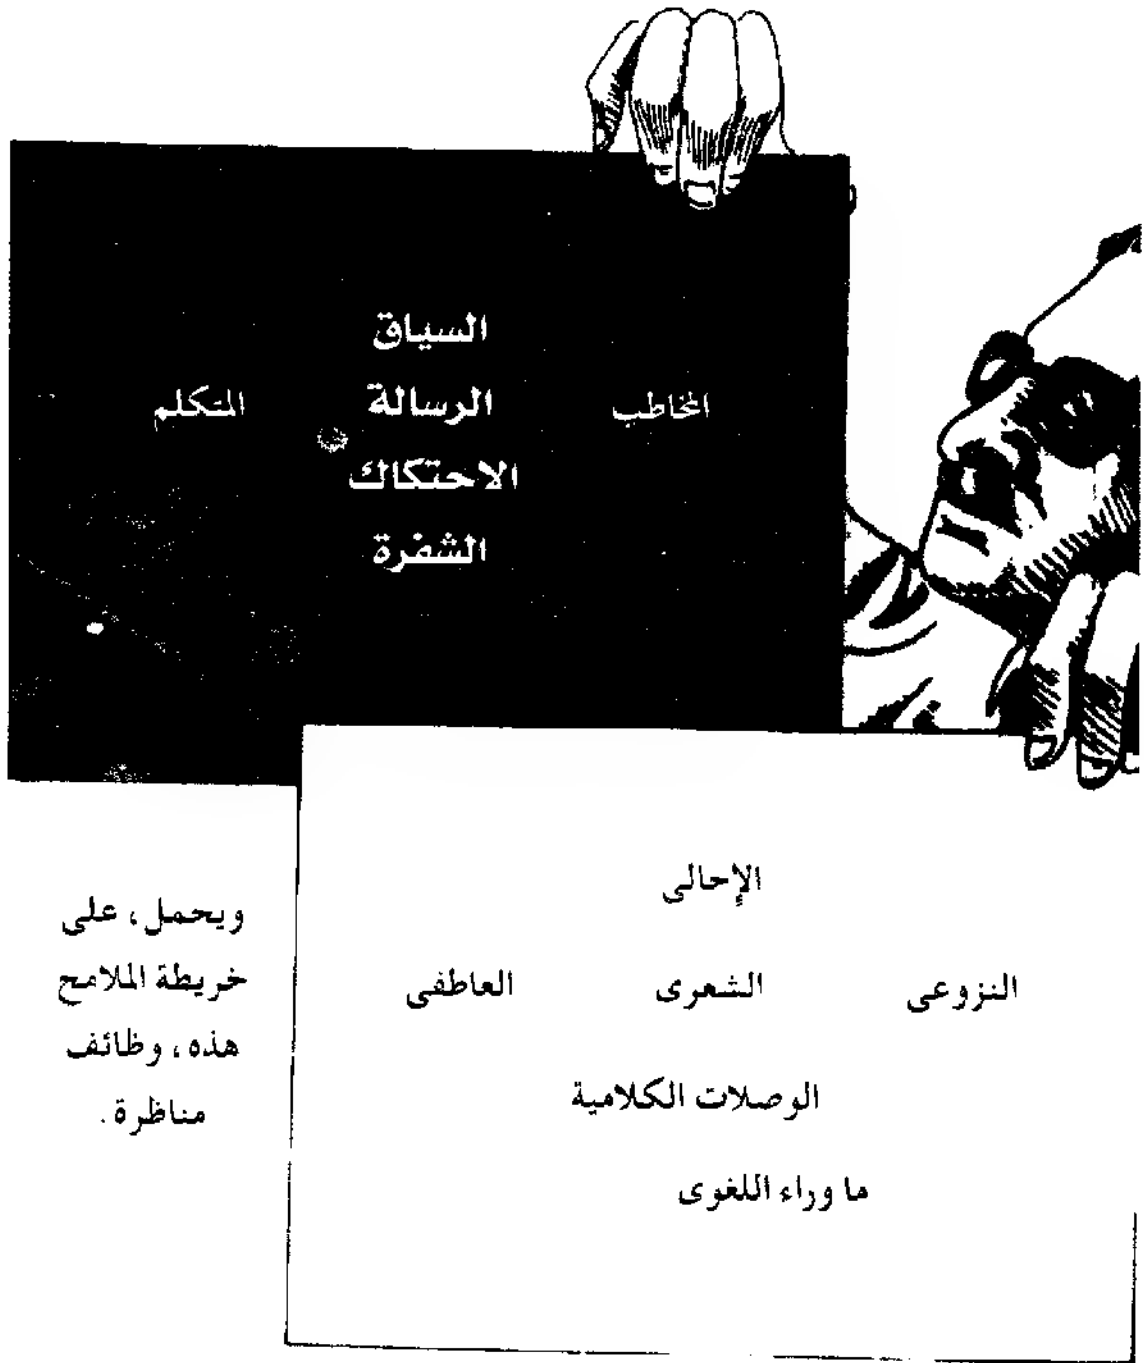 السياق
المخاطب الرسالة المتكلم
الاحتكاك
الشفرة
الإحالى
النزوعى الشعرى العاطفى
الوصلات الكلامية
ما وراء اللغوى
ويحمل، على
خريطة الملامح
هذه، وظائف
مناظرة.